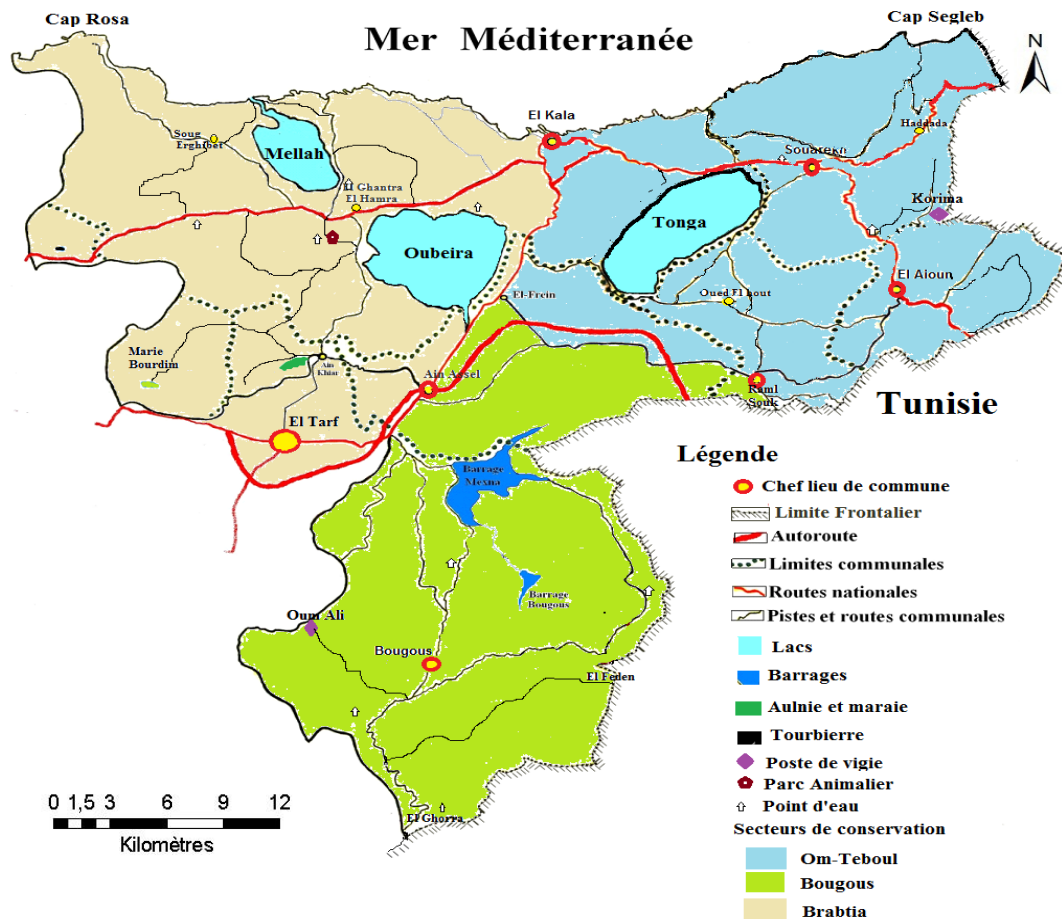 Cap Rosa
Cap Segleb
Mer Méditerranée
N
El Kala
Haddada
Soug
Erghibet
Mellah
Souarekh
El Ghantra
El Hamra
Korima
Tonga
Oubeira
El Aioun
El-Frein
Oued El hout
Marie
Bourdim
Ain
Khiar
Ain Assel
Raml
Souk
Tunisie
El Tarf
Légende
Barrage
Mexna
Chef lieu de commune
Limite Frontalier
Autoroute
Limites communales
Barrage
Bougous
Routes nationales
Oum Ali
Pistes et routes communales
Bougous
Lacs
El Feden
Barrages
Aulnie et maraie
Tourbierre
Poste de vigie
Parc Animalier
0 1,5 3 6 9 12
Point d'eau
El Ghorra
Kilomètres
Secteurs de conservation
Om-Teboul
Bougous
Brabtia